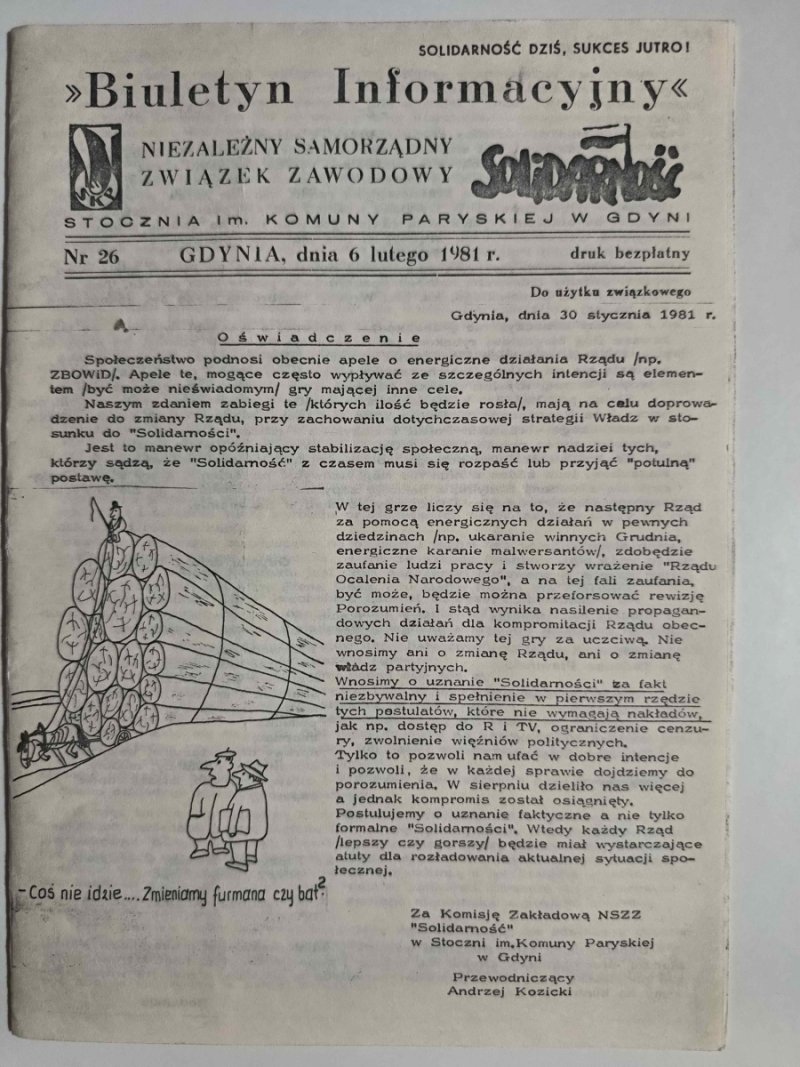 SOLIDARNOŚĆ DZIŚ, SUKCES JUTRO!
»Biuletyn Informacyjny«
NIEZALEŻNY SAMORZĄDNY
ZWIĄZEK ZAWODOWY
SOLIDARNOŚĆ
STOCZNIA Im. KOMUNY PARYSKIEJ W GDYNI
Nr 26 GDYNIA, dnia 6 lutego 1981 r. druk bezpłatny
Do użytku związkowego
Gdynia, dnia 30 stycznia 1981 r.
Oświadczenie
Społeczeństwo podnosi obecnie apele o energiczne działania Rządu /np.
ZBOWiD/. Apele te, mogące często wypływać ze szczególnych intencji są elemen-
tem /być może nieświadomym/ gry mającej inne cele.
Naszym zdaniem zabiegi te /których ilość będzie rosła/, mają na celu doprowa-
dzenie do zmiany Rządu, przy zachowaniu dotychczasowej strategii Władz w sto-
sunku do "Solidarności".
Jest to manewr opóźniający stabilizację społeczną, manewr nadziei tych,
którzy sądzą, że "Solidarność" z czasem musi się rozpaść lub przyjąć "potulną"
postawę.
W tej grze liczy się na to, że następny Rząd
za pomocą energicznych działań w pewnych
dziedzinach /np. ukaranie winnych Grudnia,
energiczne karanie malwersantów/, zdobędzie
zaufanie ludzi pracy i stworzy wrażenie "Rządu
Ocalenia Narodowego", a na tej fali zaufania,
być może, będzie można przeforsować rewizję
Porozumień. I stąd wynika nasilenie propagan-
dowych działań dla kompromitacji Rządu obec-
nego. Nie uważamy tej gry za uczciwą. Nie
wnosimy ani o zmianę Rządu, ani o zmianę
władz partyjnych.
Wnosimy o uznanie "Solidarności" za fakt
niezbywalny i spełnienie w pierwszym rzędzie
tych postulatów, które nie wymagają nakładów,
jak np. dostęp do R i TV, ograniczenie cenzu-
ry, zwolnienie więźniów politycznych.
Tylko to pozwoli nam ufać w dobre intencje
i pozwoli, że w każdej sprawie dojdziemy do
porozumienia. W sierpniu dzieliło nas więcej
a jednak kompromis został osiągnięty.
Postulujemy o uznanie faktyczne a nie tylko
formalne "Solidarności". Wtedy każdy Rząd
/lepszy czy gorszy/ będzie miał wystarczające
atuty dla rozładowania aktualnej sytuacji spo-
łecznej.
-Coś nie idzie.... Zmieniamy furmana czy bat?
Za Komisję Zakładową NSZZ
"Solidarność"
w Stoczni im.Komuny Paryskiej
w Gdyni
Przewodniczący
Andrzej Kozicki